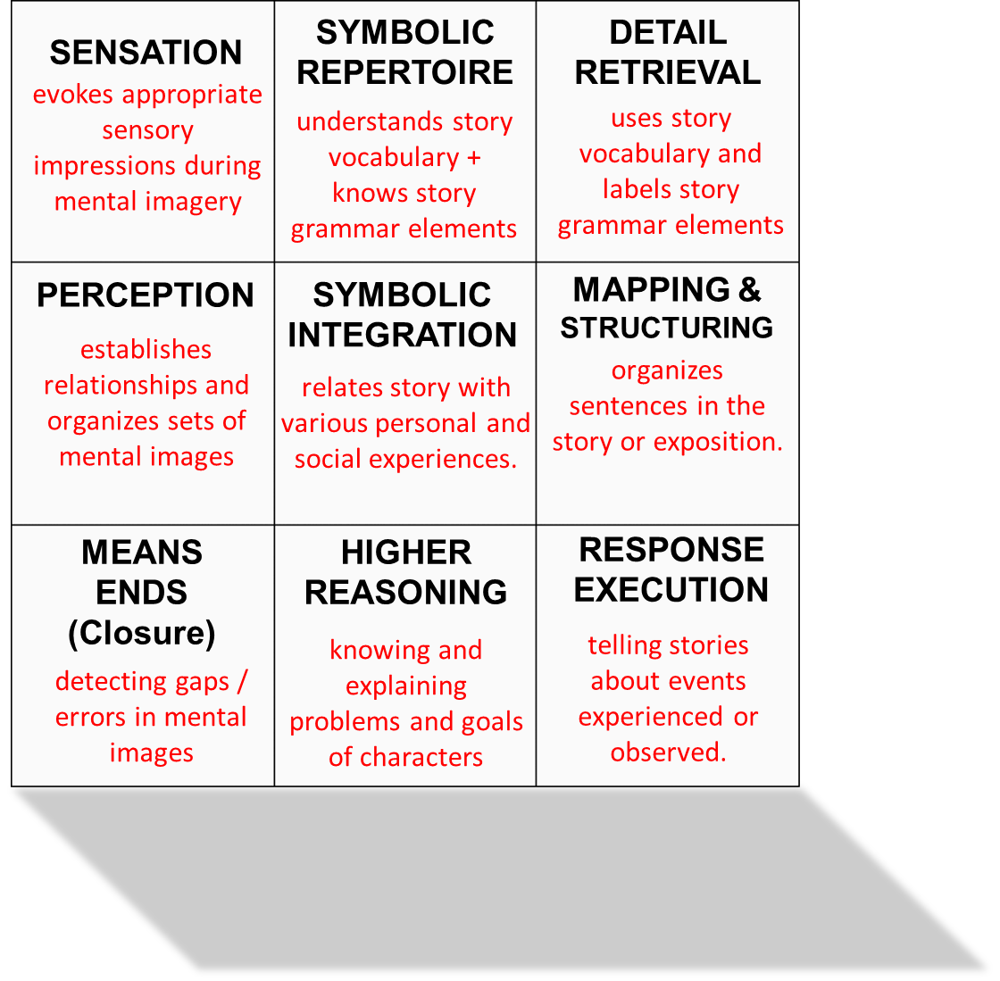 SENSATION
evokes appropriate
sensory
impressions during
mental imagery
SYMBOLIC
REPERTOIRE
understands story
vocabulary +
knows story
grammar elements
DETAIL
RETRIEVAL
uses story
vocabulary and
labels story
grammar elements
PERCEPTION
establishes
relationships and
organizes sets of
mental images
SYMBOLIC
INTEGRATION
relates story with
various personal and
social experiences.
MAPPING &
STRUCTURING
organizes
sentences in the
story or exposition.
MEANS
ENDS
(Closure)
detecting gaps /
errors in mental
images
HIGHER
REASONING
knowing and
explaining
problems and goals
of characters
RESPONSE
EXECUTION
telling stories
about events
experienced or
observed.